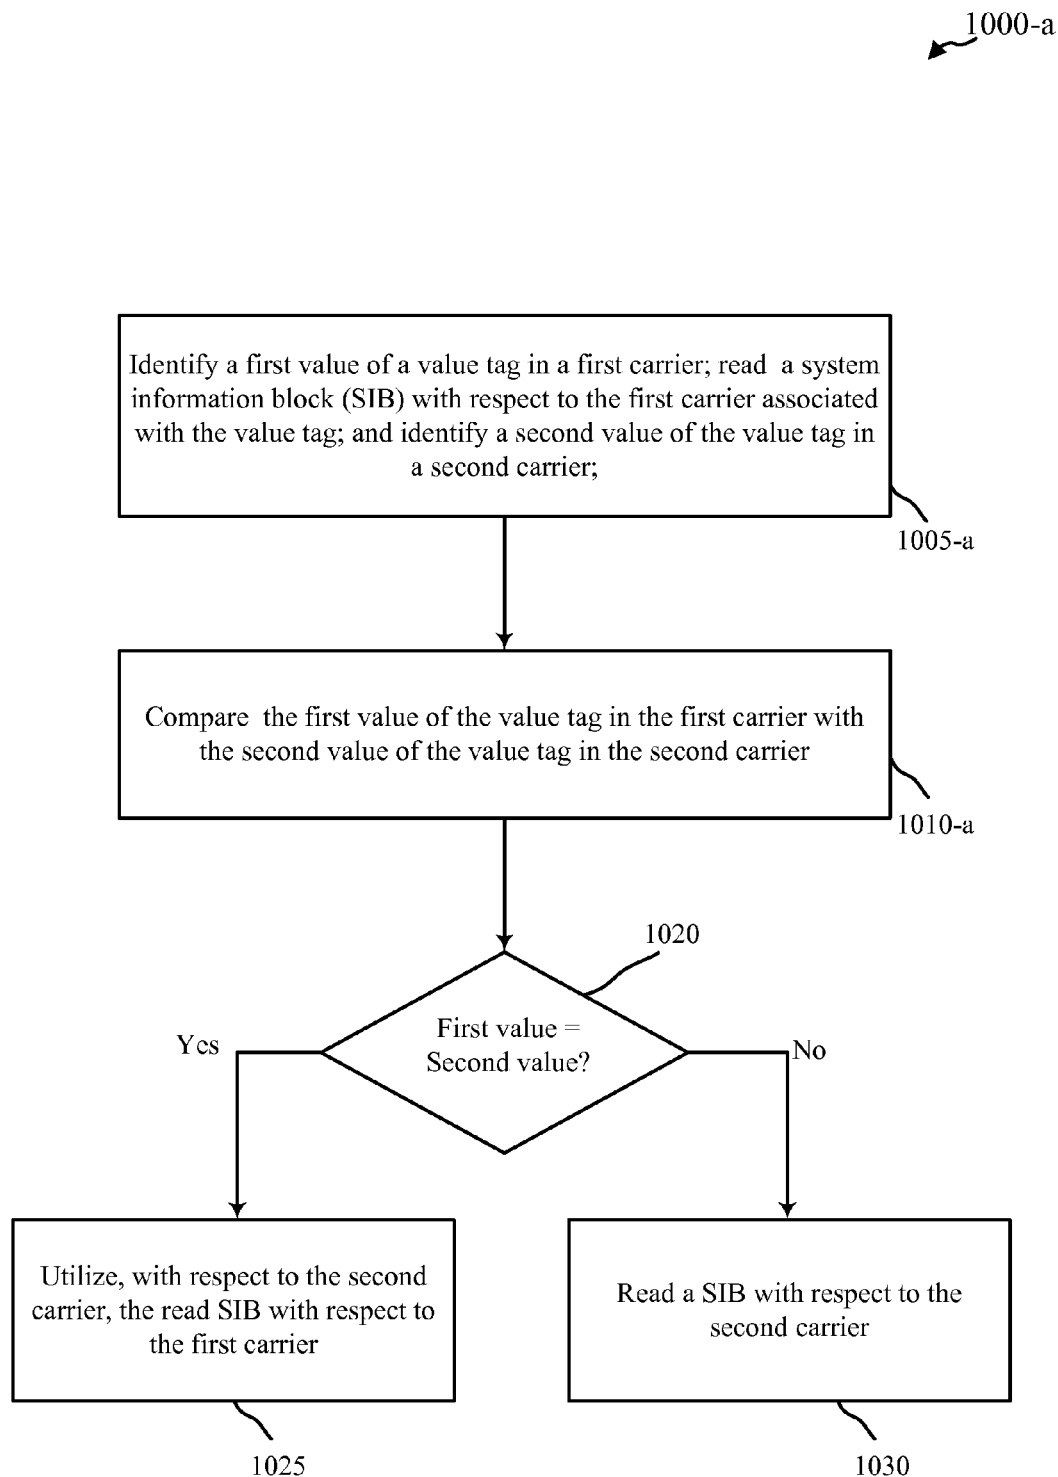 1000-a
Identify a first value of a value tag in a first carrier; read a system
information block (SIB) with respect to the first carrier associated
with the value tag; and identify a second value of the value tag in
a second carrier;
1005-a
Compare the first value of the value tag in the first carrier with
the second value of the value tag in the second carrier
1010-a
1020
First value =
Second value?
Yes
No
Utilize, with respect to the second
carrier, the read SIB with respect to
the first carrier
1025
Read a SIB with respect to the
second carrier
1030